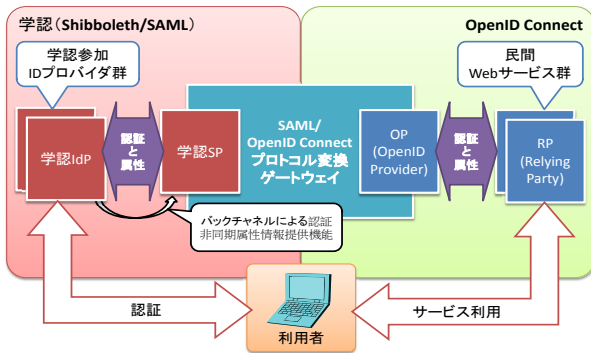 学認（Shibboleth/SAML）
OpenID Connect
学認参加
IDプロバイダ群
民間
Webサービス群
学認IdP
認証
と
属性
学認SP
SAML/
OpenID Connect
プロトコル変換
ゲートウェイ
OP
(OpenID
Provider)
認証
と
属性
RP
(Relying
Party)
バックチャネルによる認証
非同期属性情報提供機能
認証
サービス利用
利用者